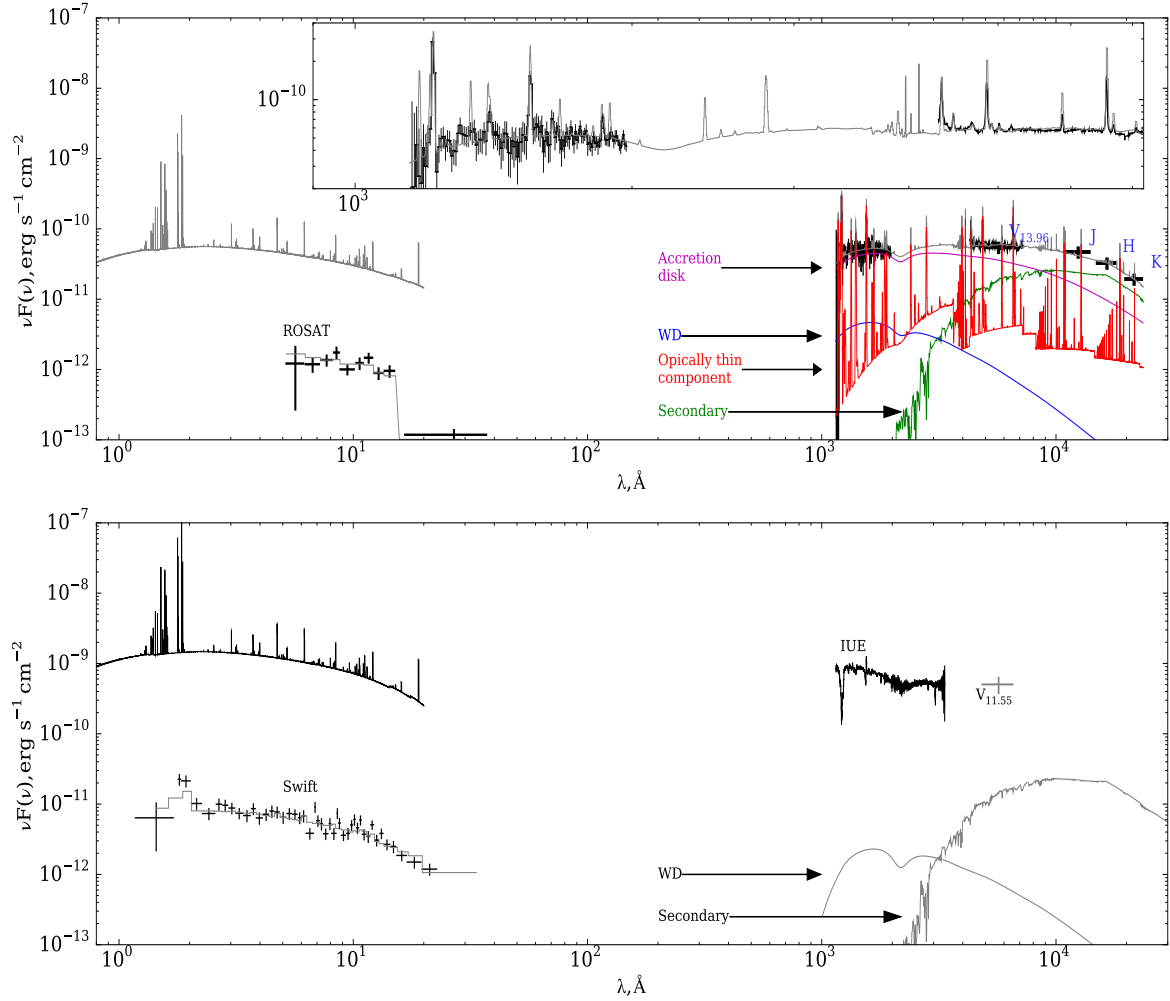 10⁻⁷
10⁻⁸
10⁻⁹
10⁻¹⁰
10⁻¹¹
10⁻¹²
10⁻¹³
νF(ν), erg s⁻¹ cm⁻²
10⁻¹⁰
10³
V₁₃.₉₆
J
H
K
Accretion
disk
ROSAT
WD
Opically thin
component
Secondary
10⁰
10¹
10²
10³
10⁴
λ, Å
10⁻⁷
10⁻⁸
10⁻⁹
10⁻¹⁰
10⁻¹¹
10⁻¹²
10⁻¹³
νF(ν), erg s⁻¹ cm⁻²
IUE
V₁₁.₅₅
Swift
WD
Secondary
10⁰
10¹
10²
10³
10⁴
λ, Å